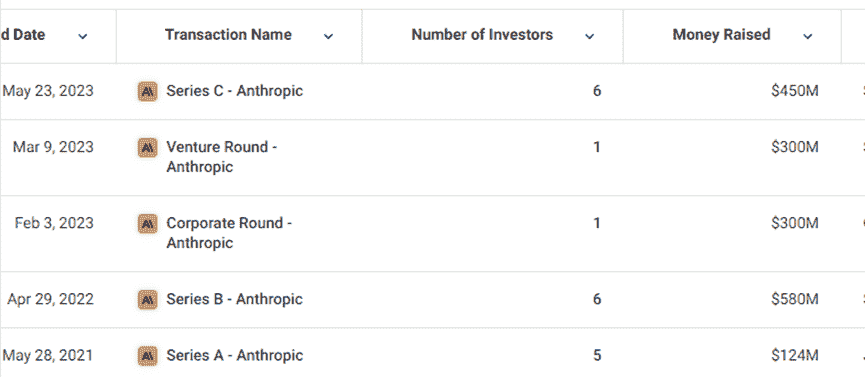 d Date Transaction Name Number of Investors Money Raised
May 23, 2023 Series C - Anthropic 6 $450M
Mar 9, 2023 Venture Round - 1 $300M
Anthropic
Feb 3, 2023 Corporate Round - 1 $300M
Anthropic
Apr 29, 2022 Series B - Anthropic 6 $580M
May 28, 2021 Series A - Anthropic 5 $124M